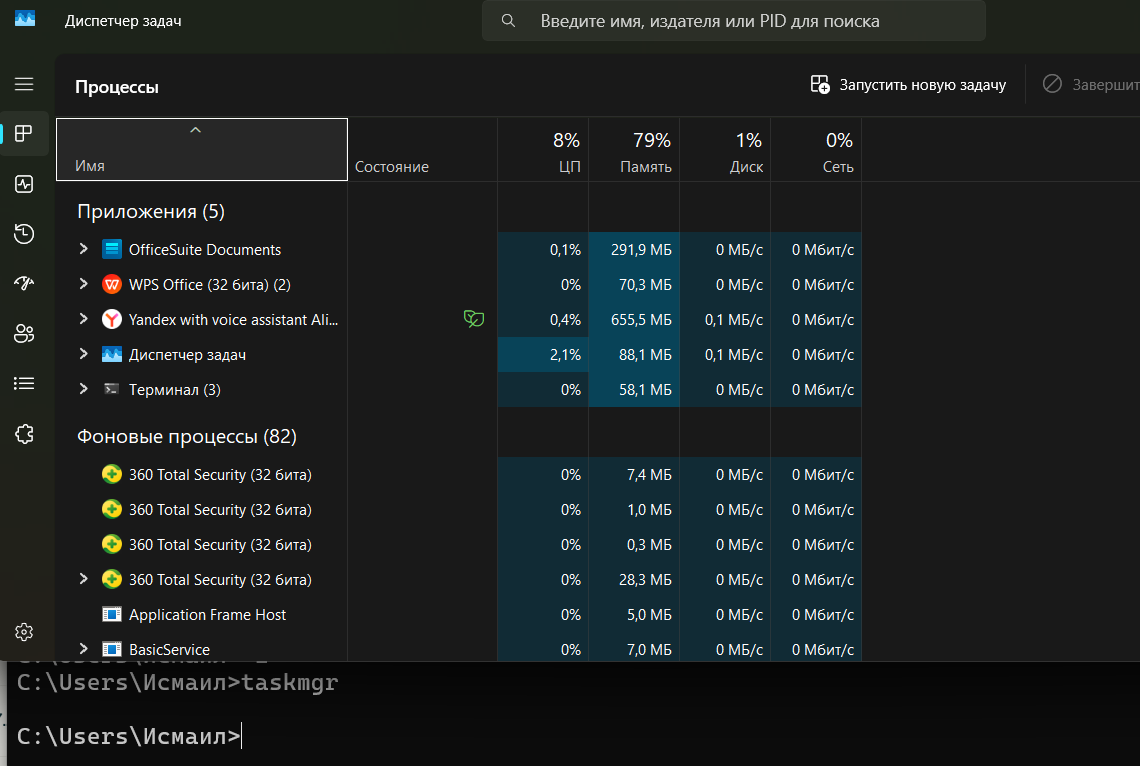 Диспетчер задач
Введите имя, издателя или PID для поиска
Процессы
Запустить новую задачу
Завершит
8% 79% 1% 0%
Имя Состояние ЦП Память Диск Сеть
Приложения (5)
OfficeSuite Documents 0,1% 291,9 МБ 0 МБ/с 0 Мбит/с
WPS Office (32 бита) (2) 0% 70,3 МБ 0 МБ/с 0 Мбит/с
Yandex with voice assistant Ali... 0,4% 655,5 МБ 0,1 МБ/с 0 Мбит/с
Диспетчер задач 2,1% 88,1 МБ 0,1 МБ/с 0 Мбит/с
Терминал (3) 0% 58,1 МБ 0 МБ/с 0 Мбит/с
Фоновые процессы (82)
360 Total Security (32 бита) 0% 7,4 МБ 0 МБ/с 0 Мбит/с
360 Total Security (32 бита) 0% 1,0 МБ 0 МБ/с 0 Мбит/с
360 Total Security (32 бита) 0% 0,3 МБ 0 МБ/с 0 Мбит/с
360 Total Security (32 бита) 0% 28,3 МБ 0 МБ/с 0 Мбит/с
Application Frame Host 0% 5,0 МБ 0 МБ/с 0 Мбит/с
BasicService 0% 7,0 МБ 0 МБ/с 0 Мбит/с
C:\Users\Исмаил>taskmgr
C:\Users\Исмаил>